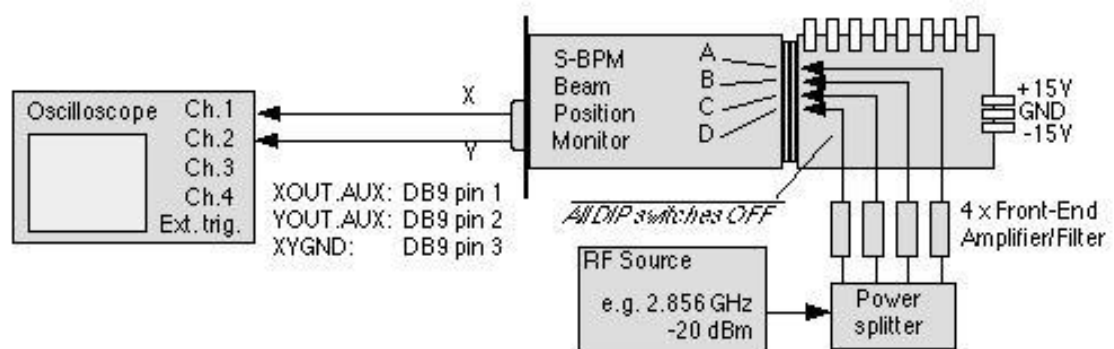 Oscilloscope
Ch.1
Ch.2
Ch.3
Ch.4
Ext. trig.
X
Y
XOUT.AUX: DB9 pin 1
YOUT.AUX: DB9 pin 2
XYGND: DB9 pin 3
S-BPM
Beam
Position
Monitor
A
B
C
D
+15V
GND
-15V
All DIP switches OFF
4 x Front-End
Amplifier/Filter
RF Source
e.g. 2.856 GHz
-20 dBm
Power
splitter